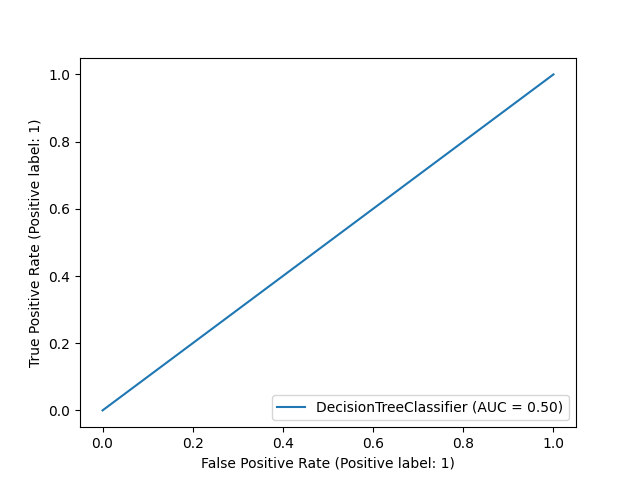 1.0
0.8
0.6
0.4
0.2
0.0
True Positive Rate (Positive label: 1)
DecisionTreeClassifier (AUC = 0.50)
0.0 0.2 0.4 0.6 0.8 1.0
False Positive Rate (Positive label: 1)